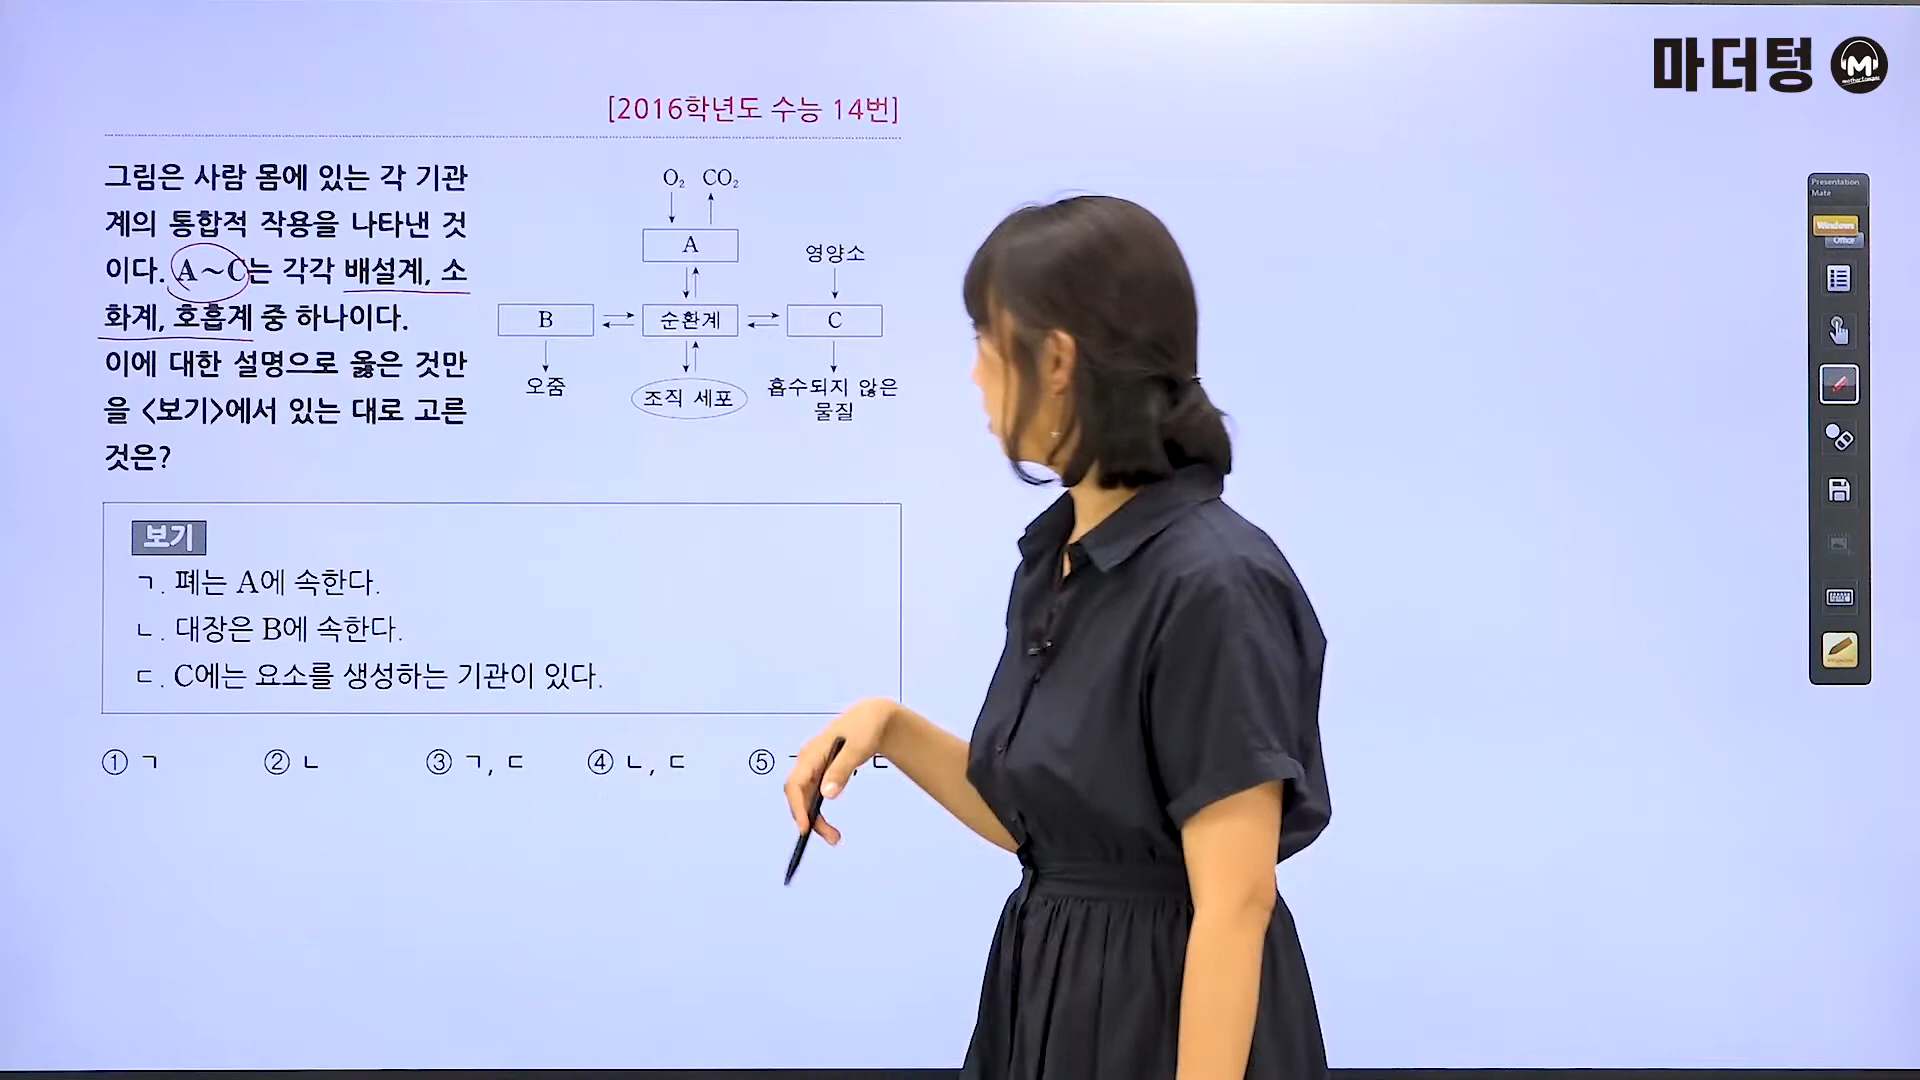 마더텅
[2016학년도 수능 14번]
그림은 사람 몸에 있는 각 기관
계의 통합적 작용을 나타낸 것
이다. A~C는 각각 배설계, 소
화계, 호흡계 중 하나이다.
이에 대한 설명으로 옳은 것만
을 <보기>에서 있는 대로 고른
것은?
O₂ CO₂
A
영양소
B
순환계
C
오줌
조직 세포
흡수되지 않은
물질
보기
ㄱ. 폐는 A에 속한다.
ㄴ. 대장은 B에 속한다.
ㄷ. C에는 요소를 생성하는 기관이 있다.
① ㄱ ② ㄴ ③ ㄱ, ㄷ ④ ㄴ, ㄷ ⑤
Presentation
Mate
Windows
Office